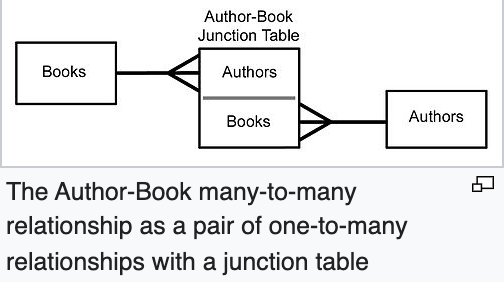 Author-Book
Junction Table
Books
Authors
Books
Authors
The Author-Book many-to-many
relationship as a pair of one-to-many
relationships with a junction table